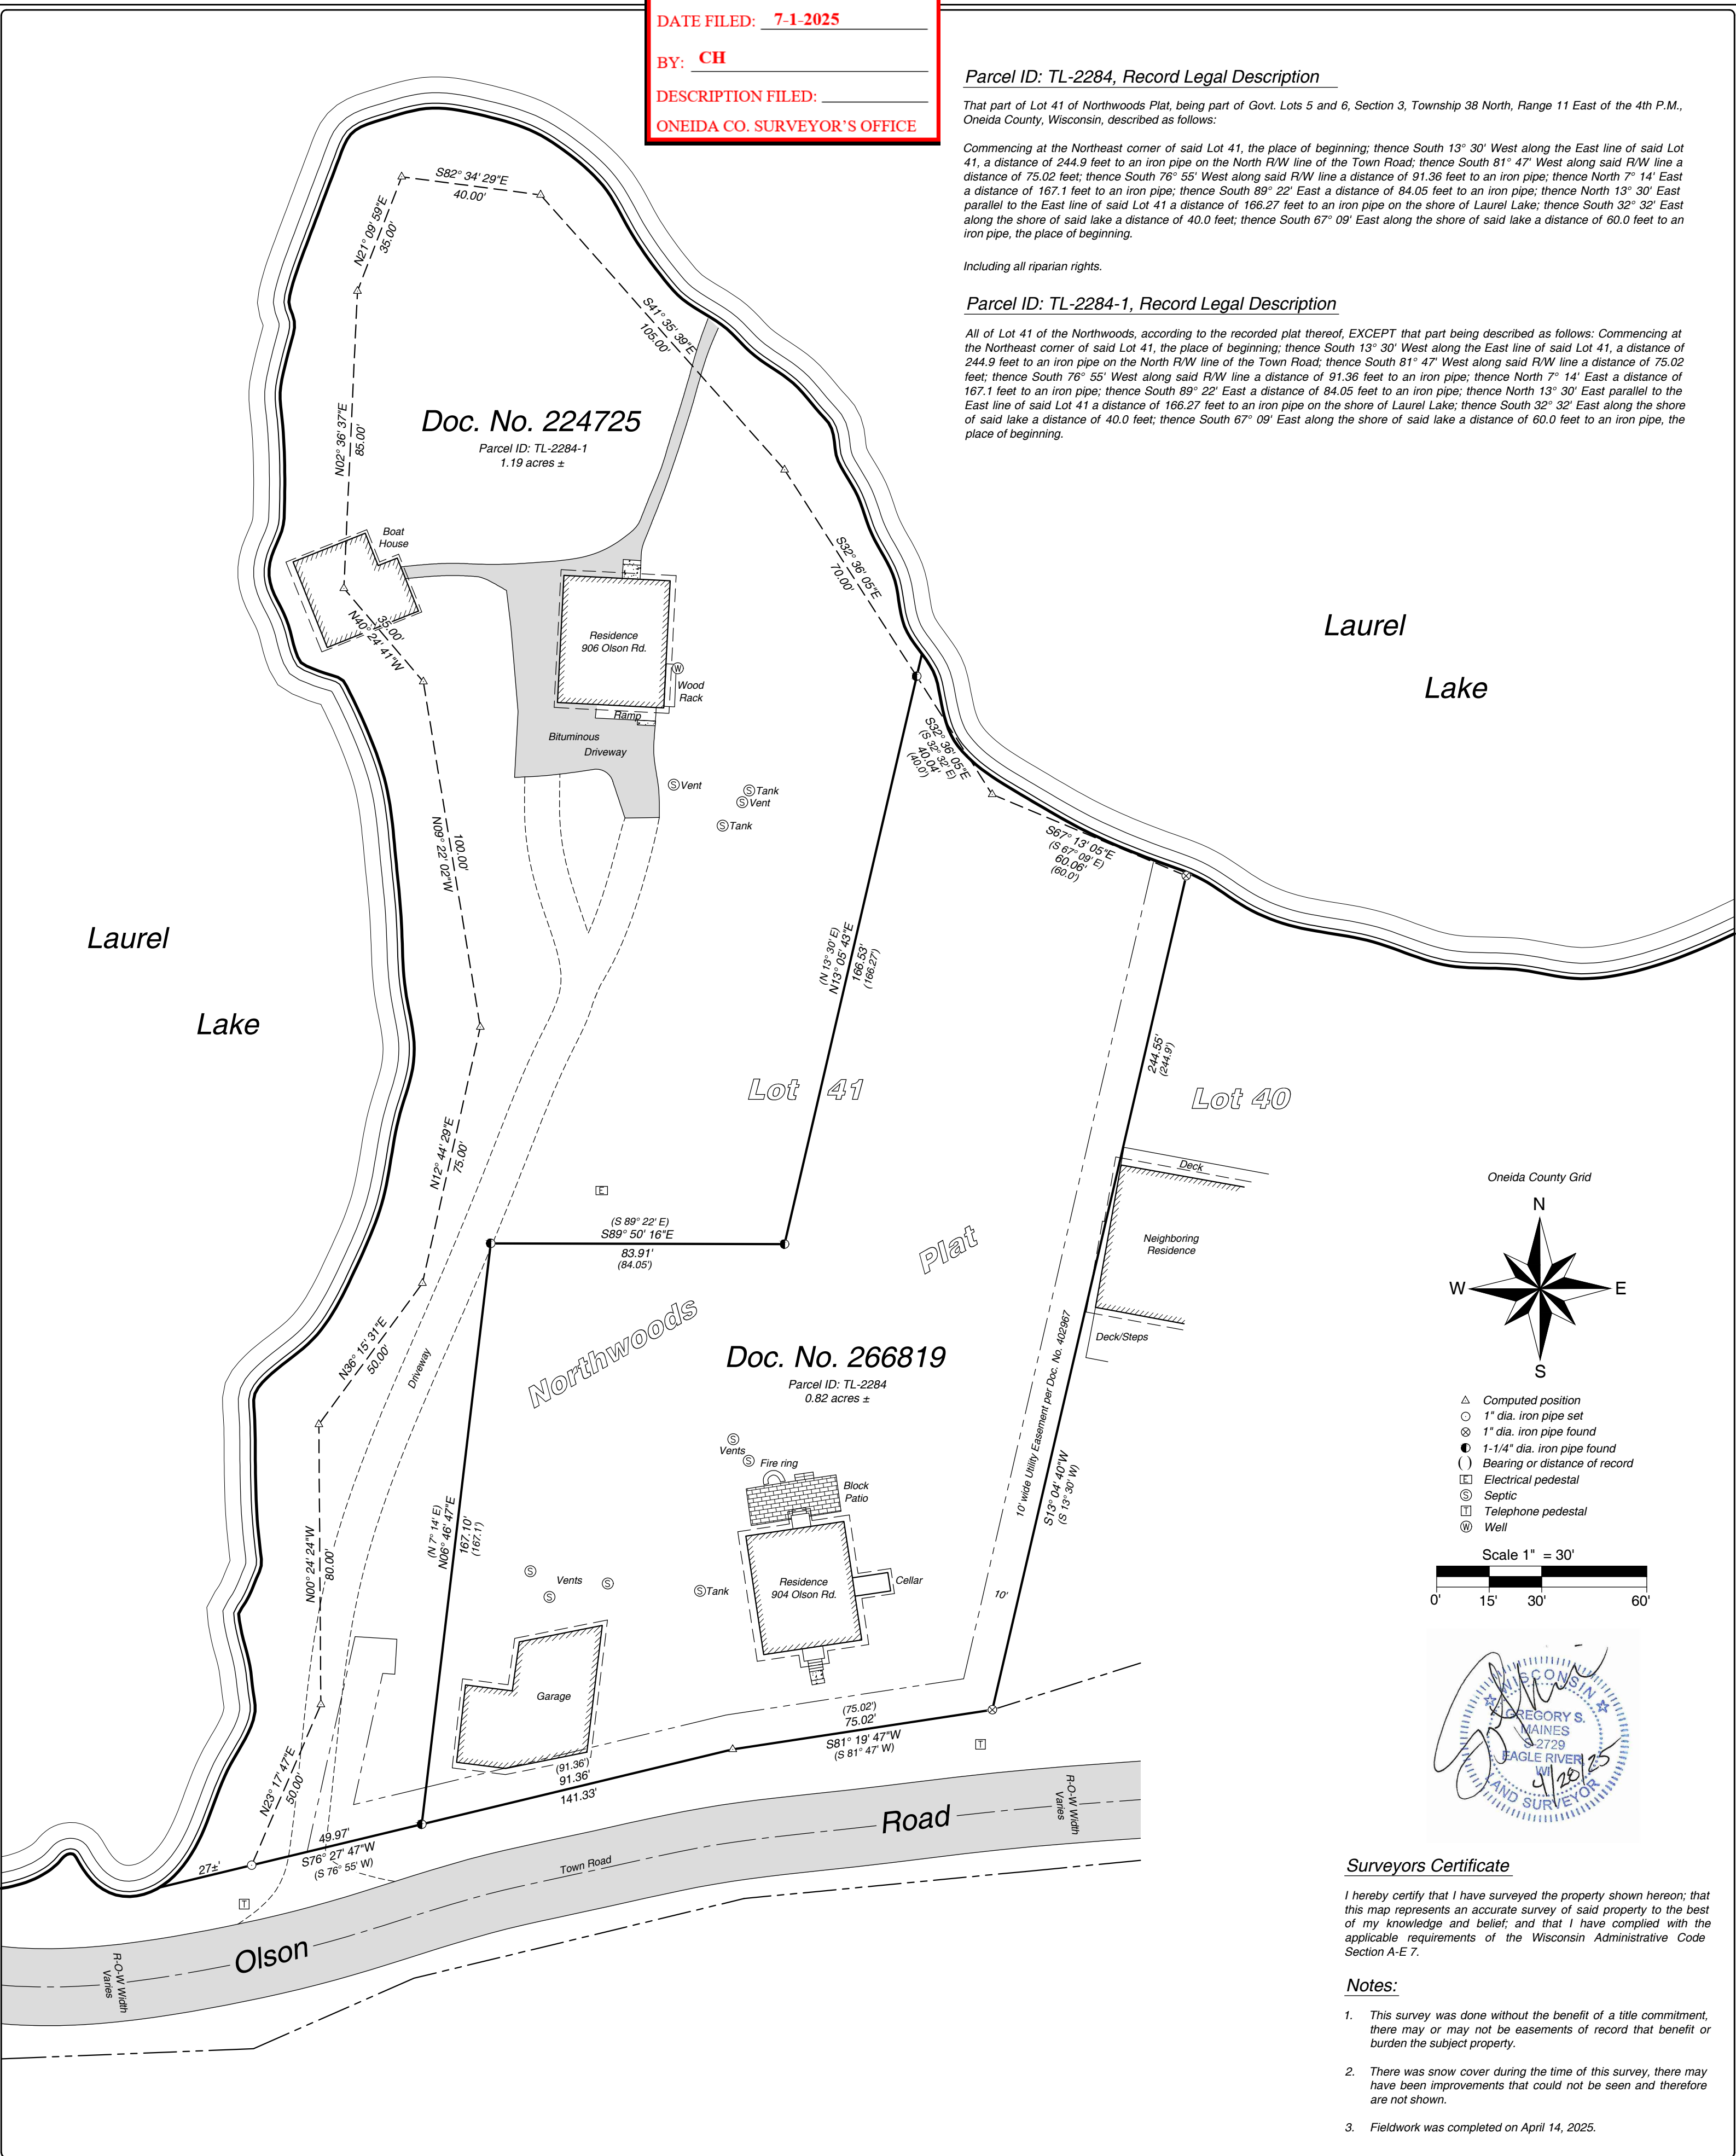 DATE FILED: 7-1-2025
BY: CH
DESCRIPTION FILED:
ONEIDA CO. SURVEYOR'S OFFICE
Parcel ID: TL-2284, Record Legal Description
That part of Lot 41 of Northwoods Plat, being part of Govt. Lots 5 and 6, Section 3, Township 38 North, Range 11 East of the 4th P.M.,
Oneida County, Wisconsin, described as follows:
Commencing at the Northeast corner of said Lot 41, the place of beginning; thence South 13° 30' West along the East line of said Lot
41, a distance of 244.9 feet to an iron pipe on the North R/W line of the Town Road; thence South 81° 47' West along said R/W line a
distance of 75.02 feet; thence South 76° 55' West along said R/W line a distance of 91.36 feet to an iron pipe; thence North 7° 14' East
a distance of 167.1 feet to an iron pipe; thence South 89° 22' East a distance of 84.05 feet to an iron pipe; thence North 13° 30' East
parallel to the East line of said Lot 41 a distance of 166.27 feet to an iron pipe on the shore of Laurel Lake; thence South 32° 32' East
along the shore of said lake a distance of 40.0 feet; thence South 67° 09' East along the shore of said lake a distance of 60.0 feet to an
iron pipe, the place of beginning.
Including all riparian rights.
Parcel ID: TL-2284-1, Record Legal Description
All of Lot 41 of the Northwoods, according to the recorded plat thereof, EXCEPT that part being described as follows: Commencing at
the Northeast corner of said Lot 41, the place of beginning; thence South 13° 30' West along the East line of said Lot 41, a distance of
244.9 feet to an iron pipe on the North R/W line of the Town Road; thence South 81° 47' West along said R/W line a distance of 75.02
feet; thence South 76° 55' West along said R/W line a distance of 91.36 feet to an iron pipe; thence North 7° 14' East a distance of
167.1 feet to an iron pipe; thence South 89° 22' East a distance of 84.05 feet to an iron pipe; thence North 13° 30' East parallel to the
East line of said Lot 41 a distance of 166.27 feet to an iron pipe on the shore of Laurel Lake; thence South 32° 32' East along the shore
of said lake a distance of 40.0 feet; thence South 67° 09' East along the shore of said lake a distance of 60.0 feet to an iron pipe, the
place of beginning.
S82° 34' 29"E
40.00'
N21° 09' 59"E
35.00'
S41° 35' 39"E
105.00'
N02° 36' 37"E
85.00'
Doc. No. 224725
Parcel ID: TL-2284-1
1.19 acres ±
Boat
House
N40° 24' 41"W
35.00'
Residence
906 Olson Rd.
W
Wood
Rack
Ramp
Bituminous
Driveway
S Vent
S Tank
S Vent
S Tank
S32° 36' 05"E
70.00'
S32° 36' 05"E
(S 32° 32' E)
40.04'
(40.0')
S67° 13' 05"E
(S 67° 09' E)
60.06'
(60.0')
Laurel
Lake
Laurel
Lake
N09° 22' 02"W
100.00'
(N 13° 30' E)
N13° 05' 43"E
166.53'
(166.27')
244.55'
(244.9')
Lot 41
Lot 40
N12° 44' 29"E
75.00'
E
(S 89° 22' E)
S89° 50' 16"E
83.91'
(84.05')
Deck
Neighboring
Residence
Deck/Steps
Northwoods
Plat
N36° 15' 31"E
50.00'
Driveway
Doc. No. 266819
Parcel ID: TL-2284
0.82 acres ±
10' wide Utility Easement per Doc. No. 402967
S13° 04' 40"W
(S 13° 30' W)
S
Vents
S
Fire ring
Block
Patio
(N 7° 14' E)
N06° 46' 47"E
167.10'
(167.1')
N00° 24' 24"W
80.00'
S
Vents
S
S
S Tank
Residence
904 Olson Rd.
Cellar
10'
Garage
N23° 17' 47"E
50.00'
(75.02')
75.02'
S81° 19' 47"W
(S 81° 47' W)
T
(91.36')
91.36'
141.33'
49.97'
S76° 27' 47"W
(S 76° 55' W)
27±'
T
Town Road
Olson
Road
R-O-W Width
Varies
R-O-W Width
Varies
Oneida County Grid
N
W
E
S
Computed position
1" dia. iron pipe set
1" dia. iron pipe found
1-1/4" dia. iron pipe found
( ) Bearing or distance of record
E Electrical pedestal
S Septic
T Telephone pedestal
W Well
Scale 1" = 30'
0' 15' 30' 60'
WISCONSIN
GREGORY S.
MAINES
S-2729
EAGLE RIVER
WI
LAND SURVEYOR
4/28/25
Surveyors Certificate
I hereby certify that I have surveyed the property shown hereon; that
this map represents an accurate survey of said property to the best
of my knowledge and belief; and that I have complied with the
applicable requirements of the Wisconsin Administrative Code
Section A-E 7.
Notes:
1. This survey was done without the benefit of a title commitment,
there may or may not be easements of record that benefit or
burden the subject property.
2. There was snow cover during the time of this survey, there may
have been improvements that could not be seen and therefore
are not shown.
3. Fieldwork was completed on April 14, 2025.